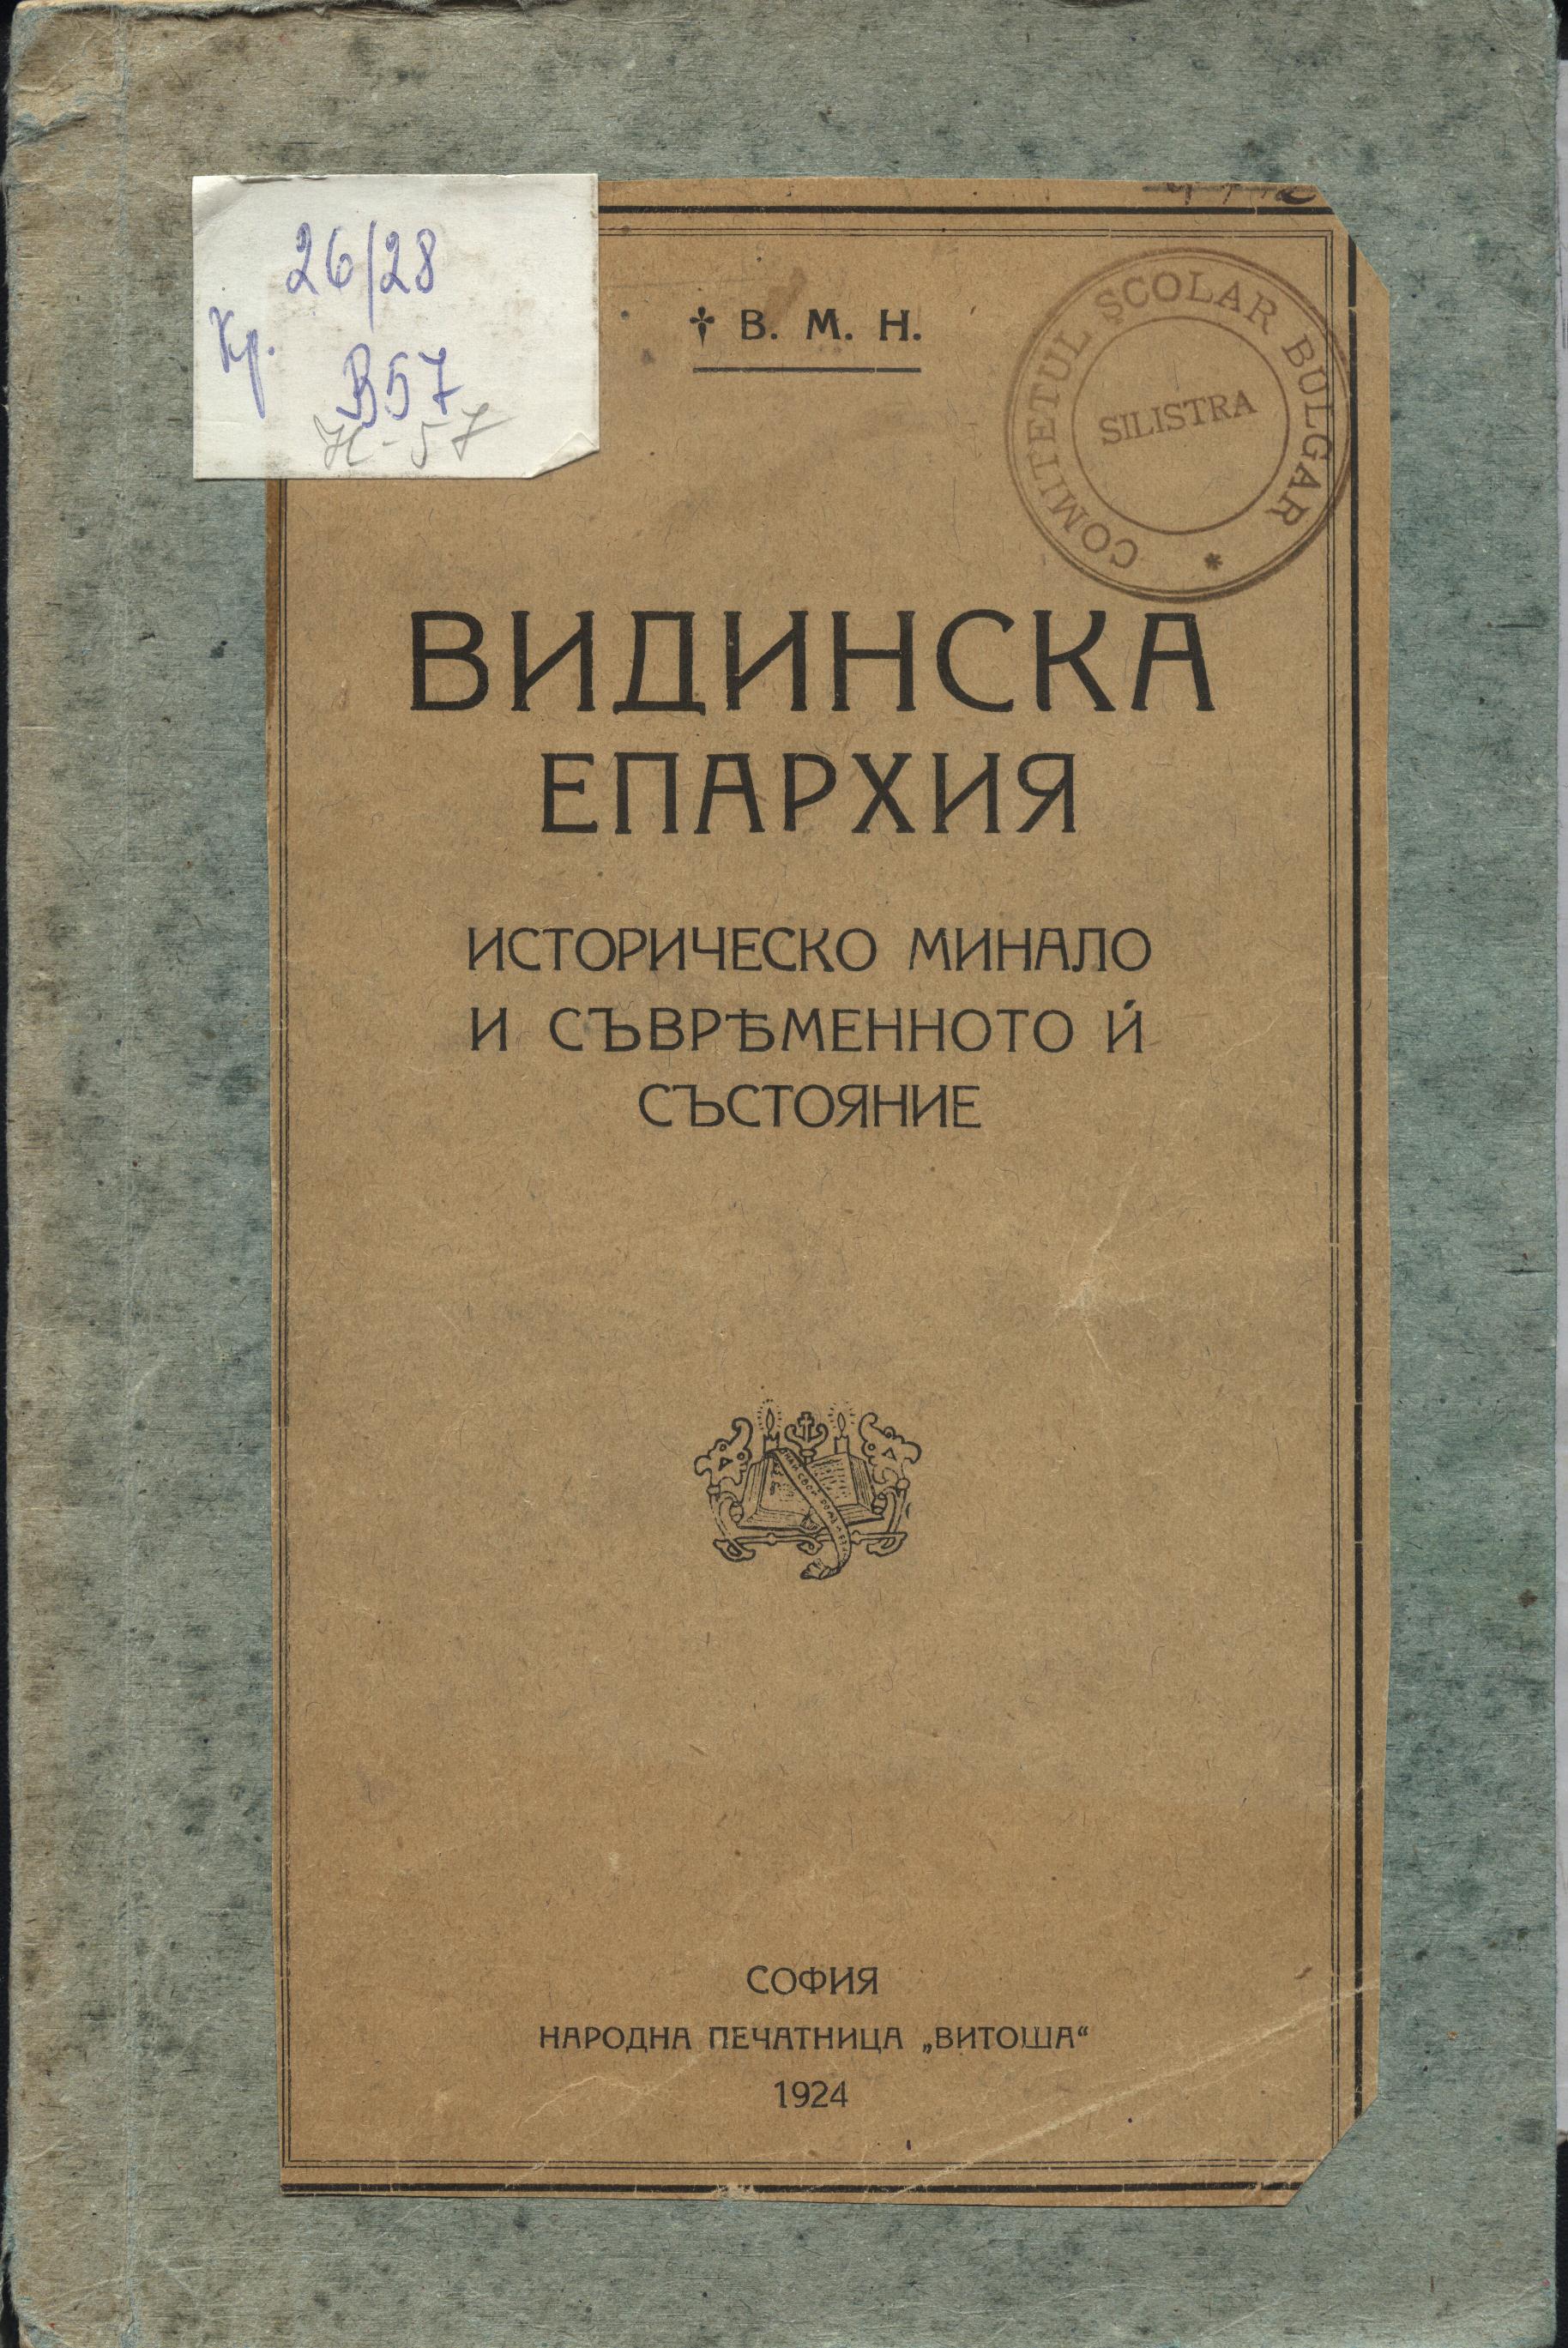 26/28
Кр.
В57
Н-57
† В. М. Н.
COMITETUL ȘCOLAR BULGAR *
SILISTRA
ВИДИНСКА
ЕПАРХИЯ
ИСТОРИЧЕСКО МИНАЛО
И СЪВРѢМЕННОТО Ѝ
СЪСТОЯНИЕ
СОФИЯ
НАРОДНА ПЕЧАТНИЦА „ВИТОША“
1924